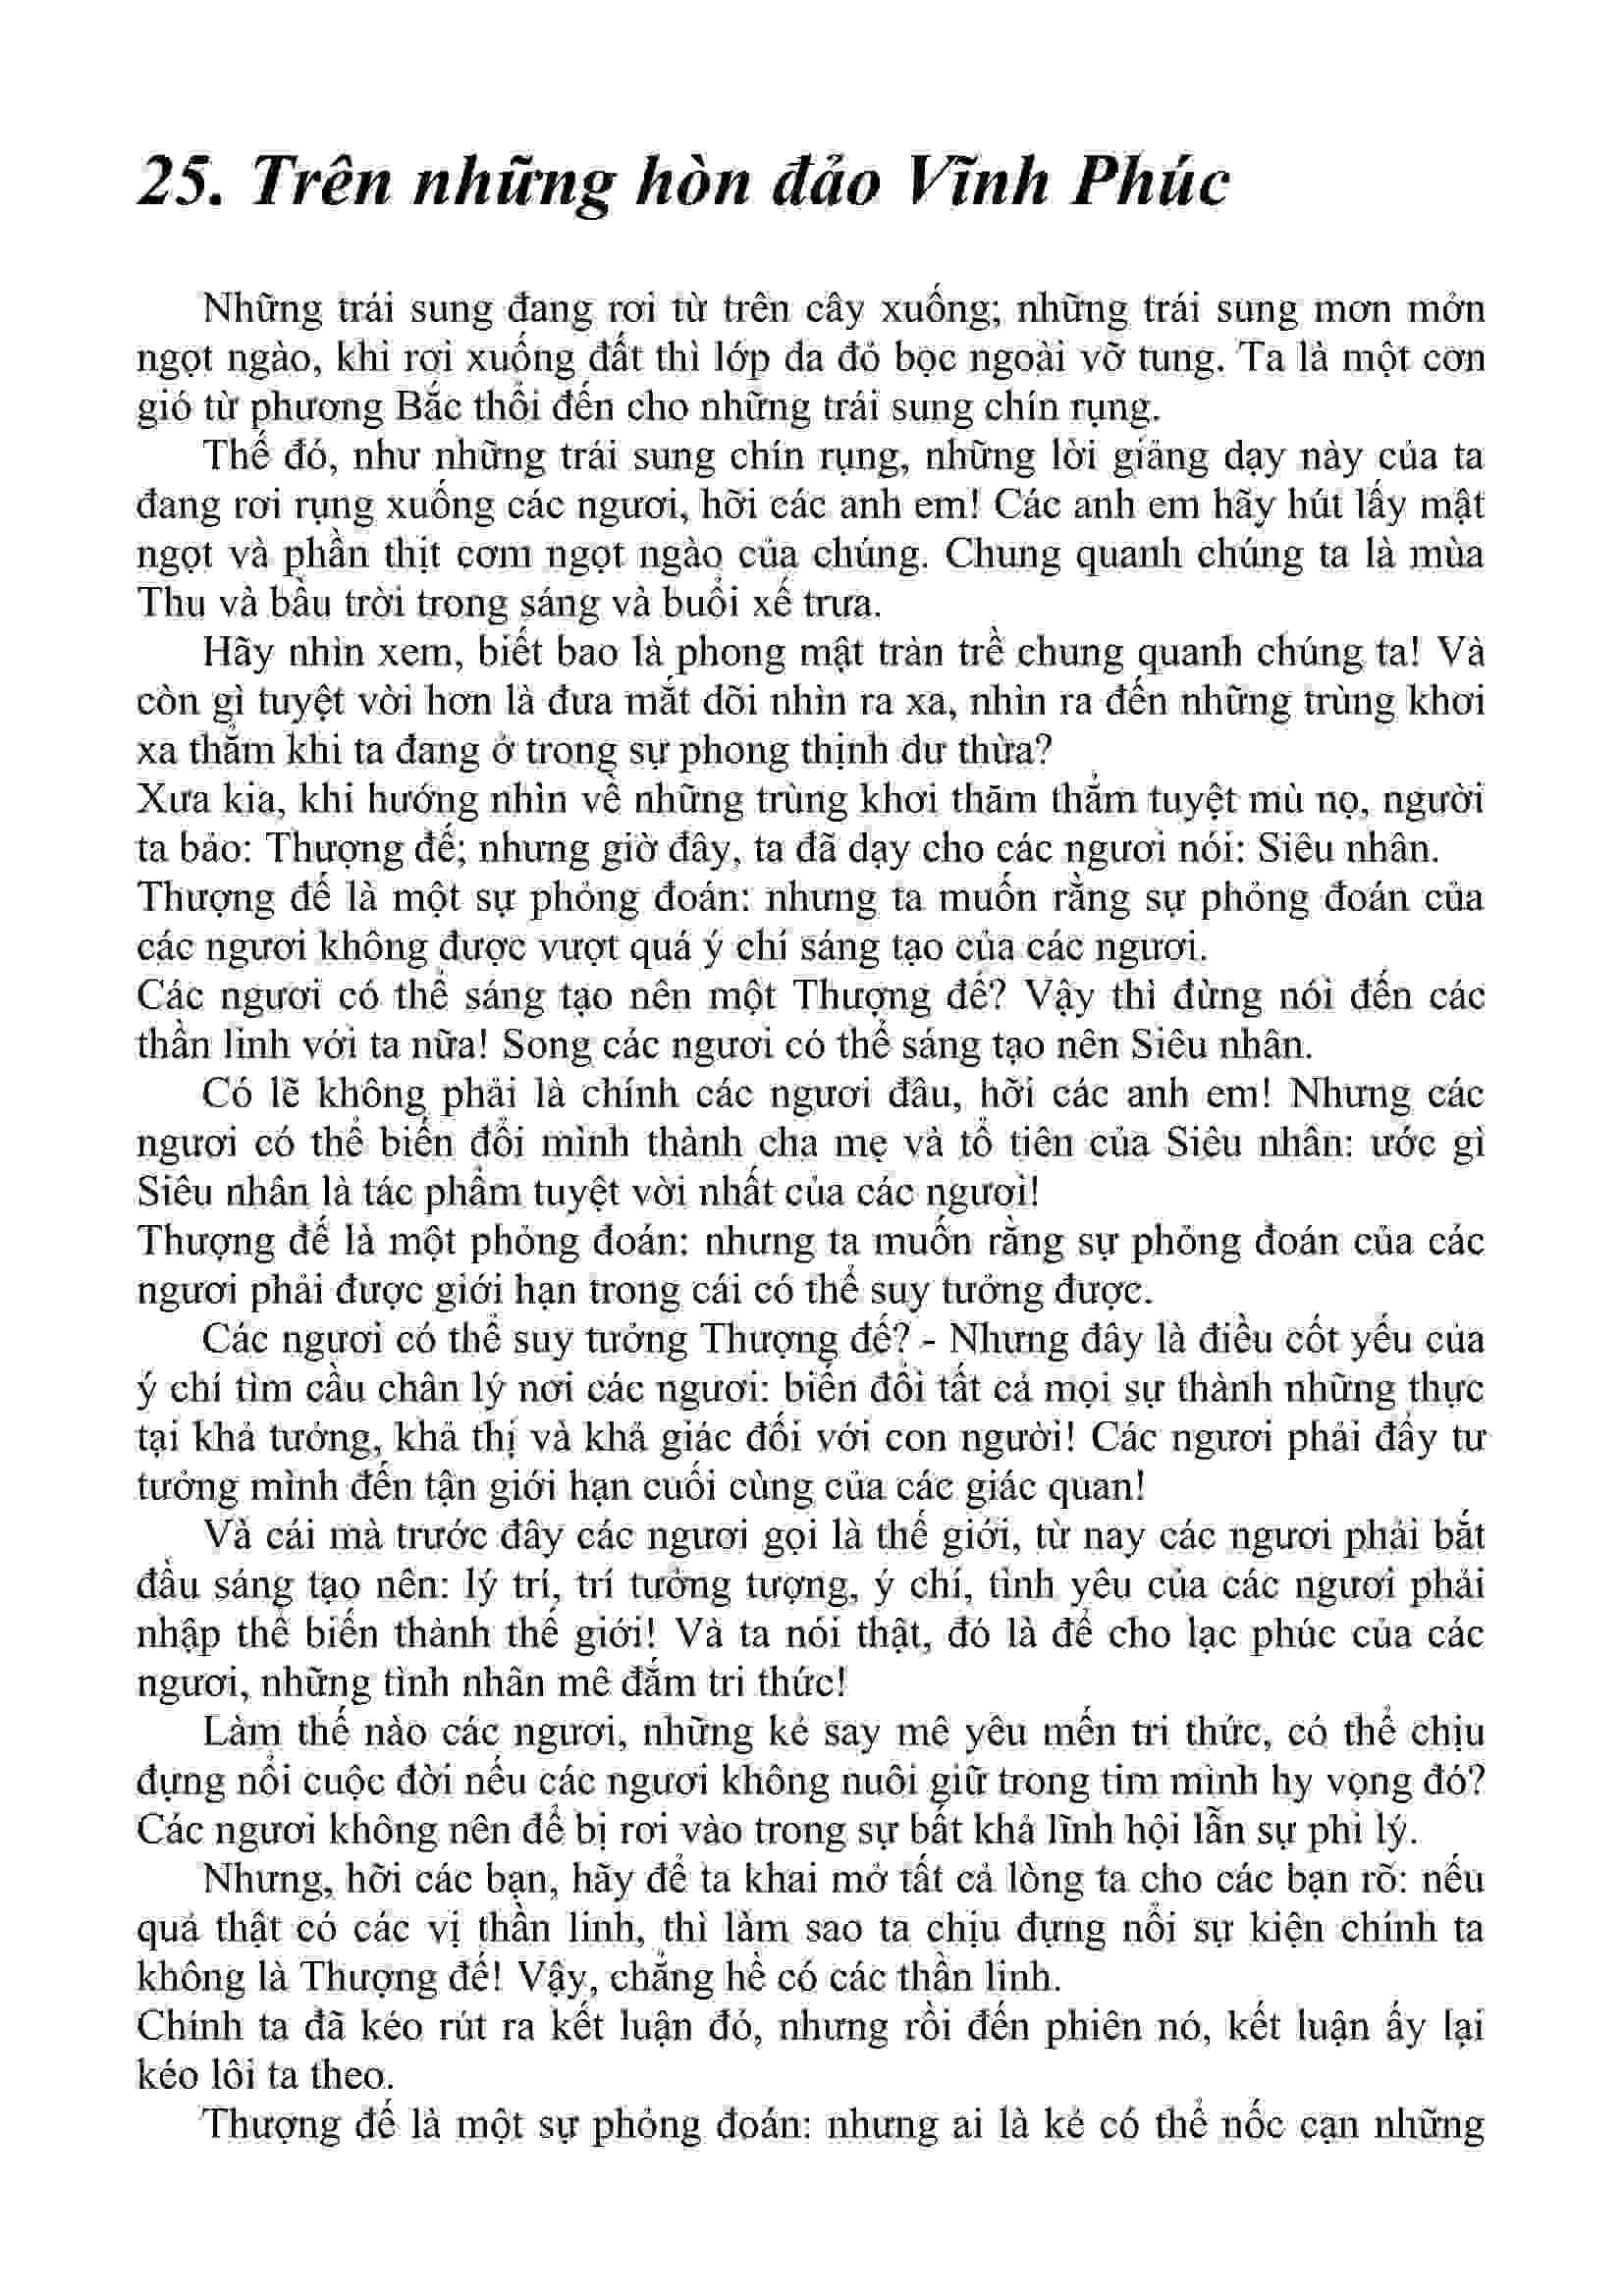 25. Trên những hòn đảo Vĩnh Phúc
Những trái sung đang rơi từ trên cây xuống; những trái sung mơn mởn
ngọt ngào, khi rơi xuống đất thì lớp da đỏ bọc ngoài vỡ tung. Ta là một cơn
gió từ phương Bắc thổi đến cho những trái sung chín rụng.
Thế đó, như những trái sung chín rụng, những lời giảng dạy này của ta
đang rơi rụng xuống các ngươi, hỡi các anh em! Các anh em hãy hút lấy mật
ngọt và phần thịt cơm ngọt ngào của chúng. Chung quanh chúng ta là mùa
Thu và bầu trời trong sáng và buổi xế trưa.
Hãy nhìn xem, biết bao là phong mật tràn trề chung quanh chúng ta! Và
còn gì tuyệt vời hơn là đưa mắt dõi nhìn ra xa, nhìn ra đến những trùng khơi
xa thẳm khi ta đang ở trong sự phong thịnh dư thừa?
Xưa kia, khi hướng nhìn về những trùng khơi thăm thẳm tuyệt mù nọ, người
ta bảo: Thượng đế; nhưng giờ đây, ta đã dạy cho các ngươi nói: Siêu nhân.
Thượng đế là một sự phỏng đoán: nhưng ta muốn rằng sự phỏng đoán của
các ngươi không được vượt quá ý chí sáng tạo của các ngươi.
Các ngươi có thể sáng tạo nên một Thượng đế? Vậy thì đừng nói đến các
thần linh với ta nữa! Song các ngươi có thể sáng tạo nên Siêu nhân.
Có lẽ không phải là chính các ngươi đâu, hỡi các anh em! Nhưng các
ngươi có thể biến đổi mình thành cha mẹ và tổ tiên của Siêu nhân: ước gì
Siêu nhân là tác phẩm tuyệt vời nhất của các ngươi!
Thượng đế là một phỏng đoán: nhưng ta muốn rằng sự phỏng đoán của các
ngươi phải được giới hạn trong cái có thể suy tưởng được.
Các ngươi có thể suy tưởng Thượng đế? - Nhưng đây là điều cốt yếu của
ý chí tìm cầu chân lý nơi các ngươi: biến đổi tất cả mọi sự thành những thực
tại khả tưởng, khả thị và khả giác đối với con người! Các ngươi phải đẩy tư
tưởng mình đến tận giới hạn cuối cùng của các giác quan!
Và cái mà trước đây các ngươi gọi là thế giới, từ nay các ngươi phải bắt
đầu sáng tạo nên: lý trí, trí tưởng tượng, ý chí, tình yêu của các ngươi phải
nhập thể biến thành thế giới! Và ta nói thật, đó là để cho lạc phúc của các
ngươi, những tình nhân mê đắm tri thức!
Làm thế nào các ngươi, những kẻ say mê yêu mến tri thức, có thể chịu
đựng nổi cuộc đời nếu các ngươi không nuôi giữ trong tim mình hy vọng đó?
Các ngươi không nên để bị rơi vào trong sự bất khả lĩnh hội lẫn sự phi lý.
Nhưng, hỡi các bạn, hãy để ta khai mở tất cả lòng ta cho các bạn rõ: nếu
quả thật có các vị thần linh, thì làm sao ta chịu đựng nổi sự kiện chính ta
không là Thượng đế! Vậy, chẳng hề có các thần linh.
Chính ta đã kéo rút ra kết luận đó, nhưng rồi đến phiên nó, kết luận ấy lại
kéo lôi ta theo.
Thượng đế là một sự phỏng đoán: nhưng ai là kẻ có thể nốc cạn những